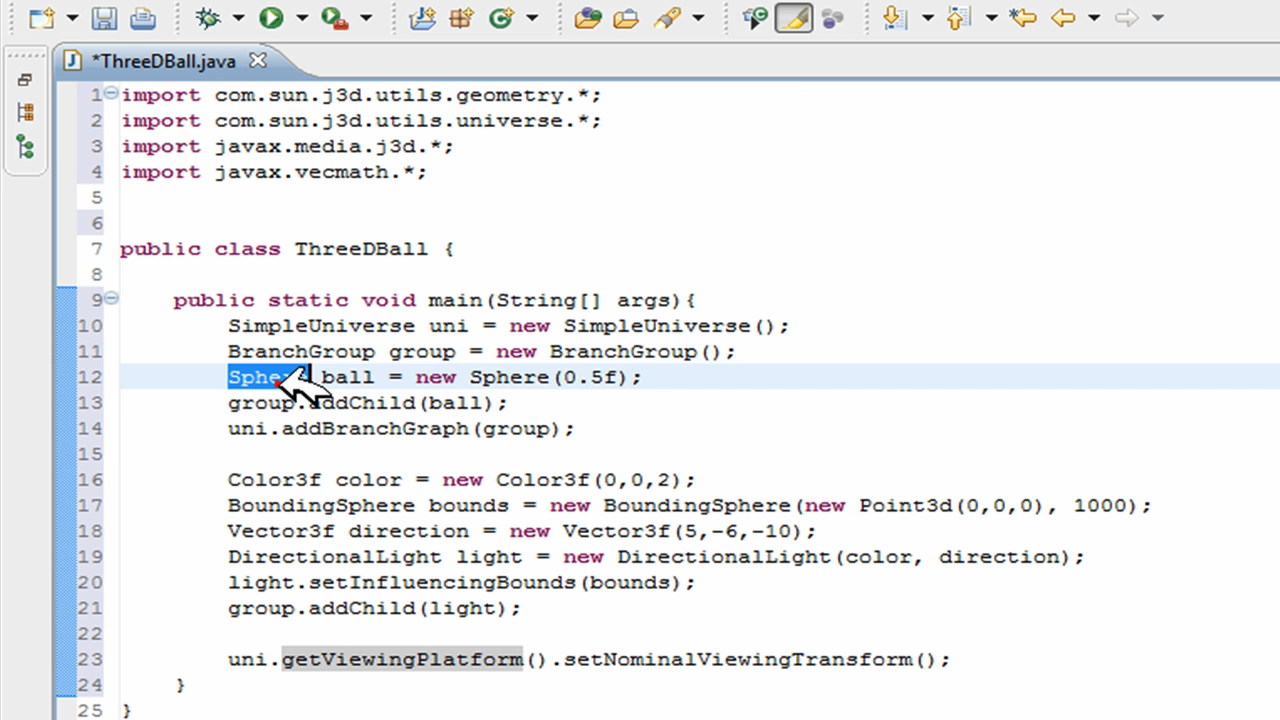 *ThreeDBall.java
1 import com.sun.j3d.utils.geometry.*;
2 import com.sun.j3d.utils.universe.*;
3 import javax.media.j3d.*;
4 import javax.vecmath.*;
5
6
7 public class ThreeDBall {
8
9 public static void main(String[] args){
10 SimpleUniverse uni = new SimpleUniverse();
11 BranchGroup group = new BranchGroup();
12 Sphere ball = new Sphere(0.5f);
13 group.addChild(ball);
14 uni.addBranchGraph(group);
15
16 Color3f color = new Color3f(0,0,2);
17 BoundingSphere bounds = new BoundingSphere(new Point3d(0,0,0), 1000);
18 Vector3f direction = new Vector3f(5,-6,-10);
19 DirectionalLight light = new DirectionalLight(color, direction);
20 light.setInfluencingBounds(bounds);
21 group.addChild(light);
22
23 uni.getViewingPlatform().setNominalViewingTransform();
24 }
25 }